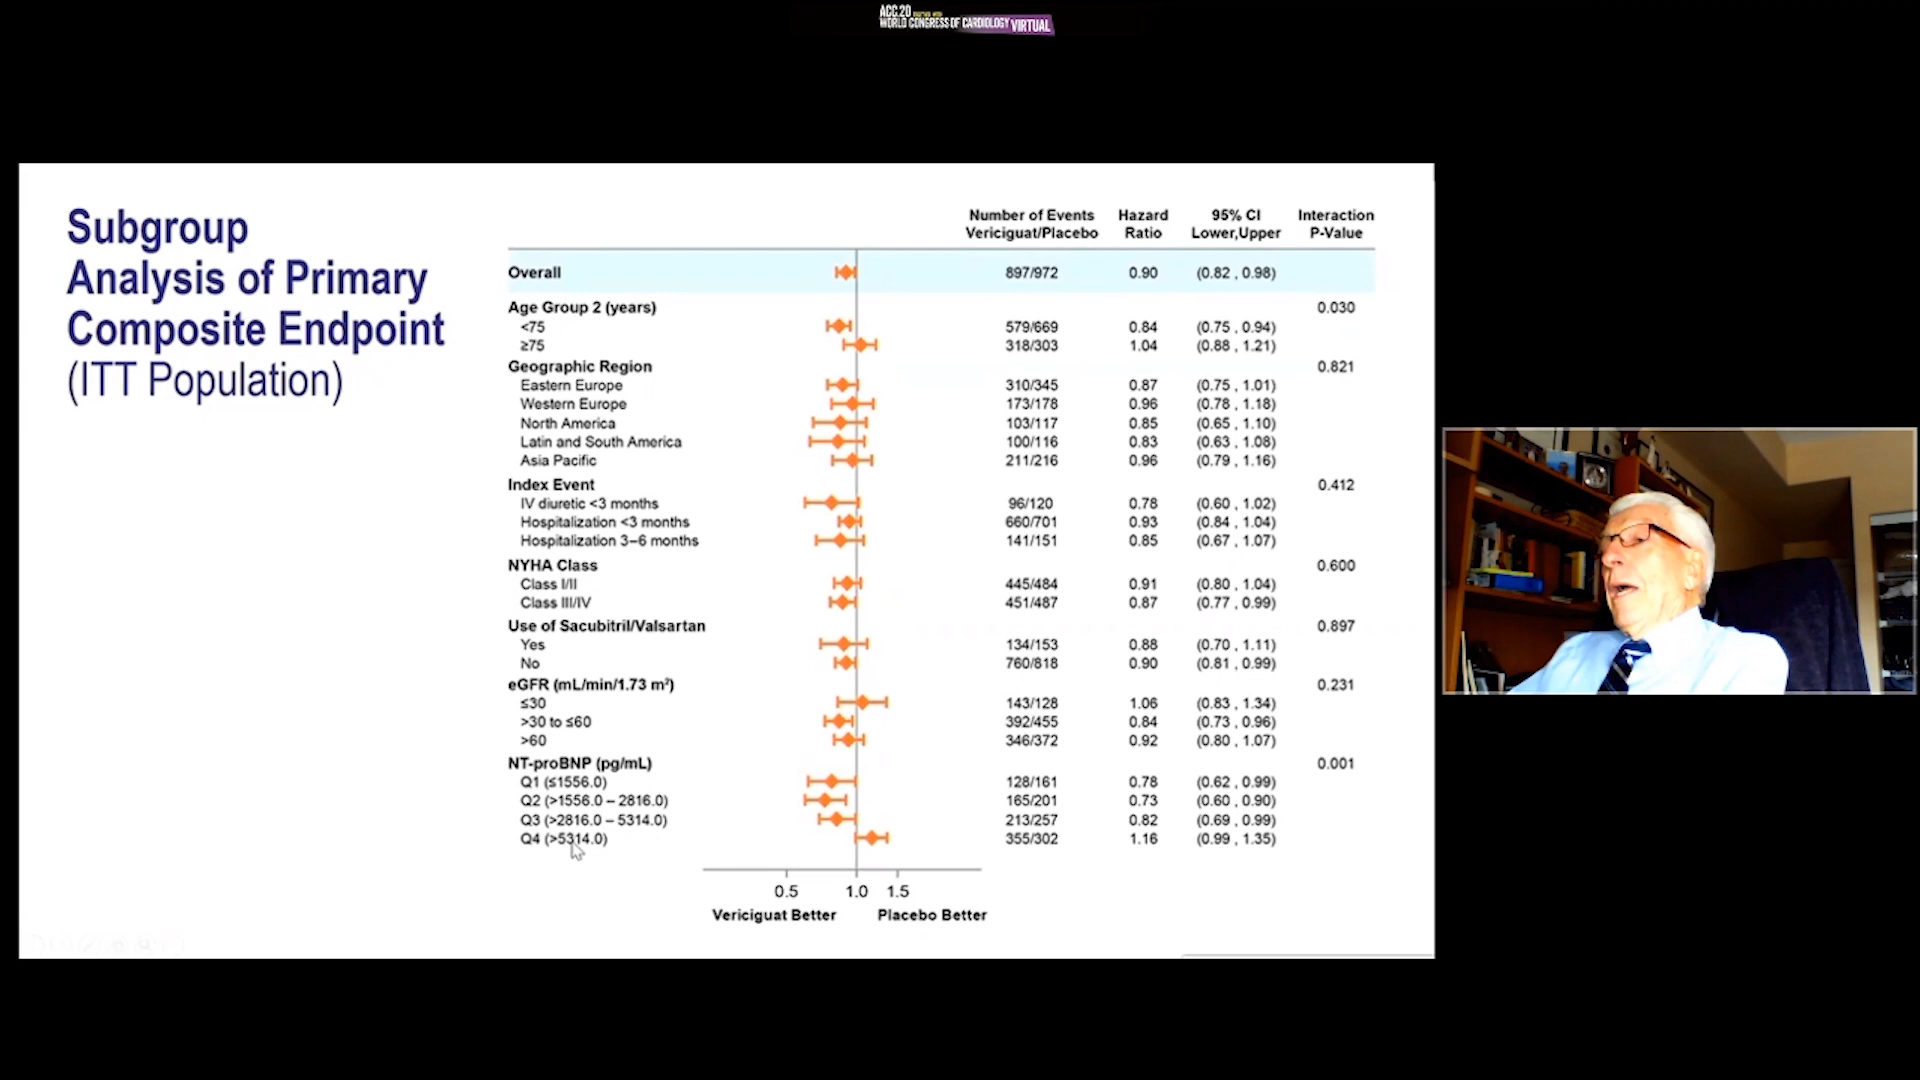 ACC.20
WORLD CONGRESS OF CARDIOLOGY VIRTUAL
Subgroup
Analysis of Primary
Composite Endpoint
(ITT Population)
Number of Events Hazard 95% CI Interaction
Vericiguat/Placebo Ratio Lower,Upper P-Value
Overall 897/972 0.90 (0.82 , 0.98)
Age Group 2 (years) 0.030
<75 579/669 0.84 (0.75 , 0.94)
≥75 318/303 1.04 (0.88 , 1.21)
Geographic Region 0.821
Eastern Europe 310/345 0.87 (0.75 , 1.01)
Western Europe 173/178 0.96 (0.78 , 1.18)
North America 103/117 0.85 (0.65 , 1.10)
Latin and South America 100/116 0.83 (0.63 , 1.08)
Asia Pacific 211/216 0.96 (0.79 , 1.16)
Index Event 0.412
IV diuretic <3 months 96/120 0.78 (0.60 , 1.02)
Hospitalization <3 months 660/701 0.93 (0.84 , 1.04)
Hospitalization 3–6 months 141/151 0.85 (0.67 , 1.07)
NYHA Class 0.600
Class I/II 445/484 0.91 (0.80 , 1.04)
Class III/IV 451/487 0.87 (0.77 , 0.99)
Use of Sacubitril/Valsartan 0.897
Yes 134/153 0.88 (0.70 , 1.11)
No 760/818 0.90 (0.81 , 0.99)
eGFR (mL/min/1.73 m²) 0.231
≤30 143/128 1.06 (0.83 , 1.34)
>30 to ≤60 392/455 0.84 (0.73 , 0.96)
>60 346/372 0.92 (0.80 , 1.07)
NT-proBNP (pg/mL) 0.001
Q1 (≤1556.0) 128/161 0.78 (0.62 , 0.99)
Q2 (>1556.0 – 2816.0) 165/201 0.73 (0.60 , 0.90)
Q3 (>2816.0 – 5314.0) 213/257 0.82 (0.69 , 0.99)
Q4 (>5314.0) 355/302 1.16 (0.99 , 1.35)
0.5 1.0 1.5
Vericiguat Better Placebo Better